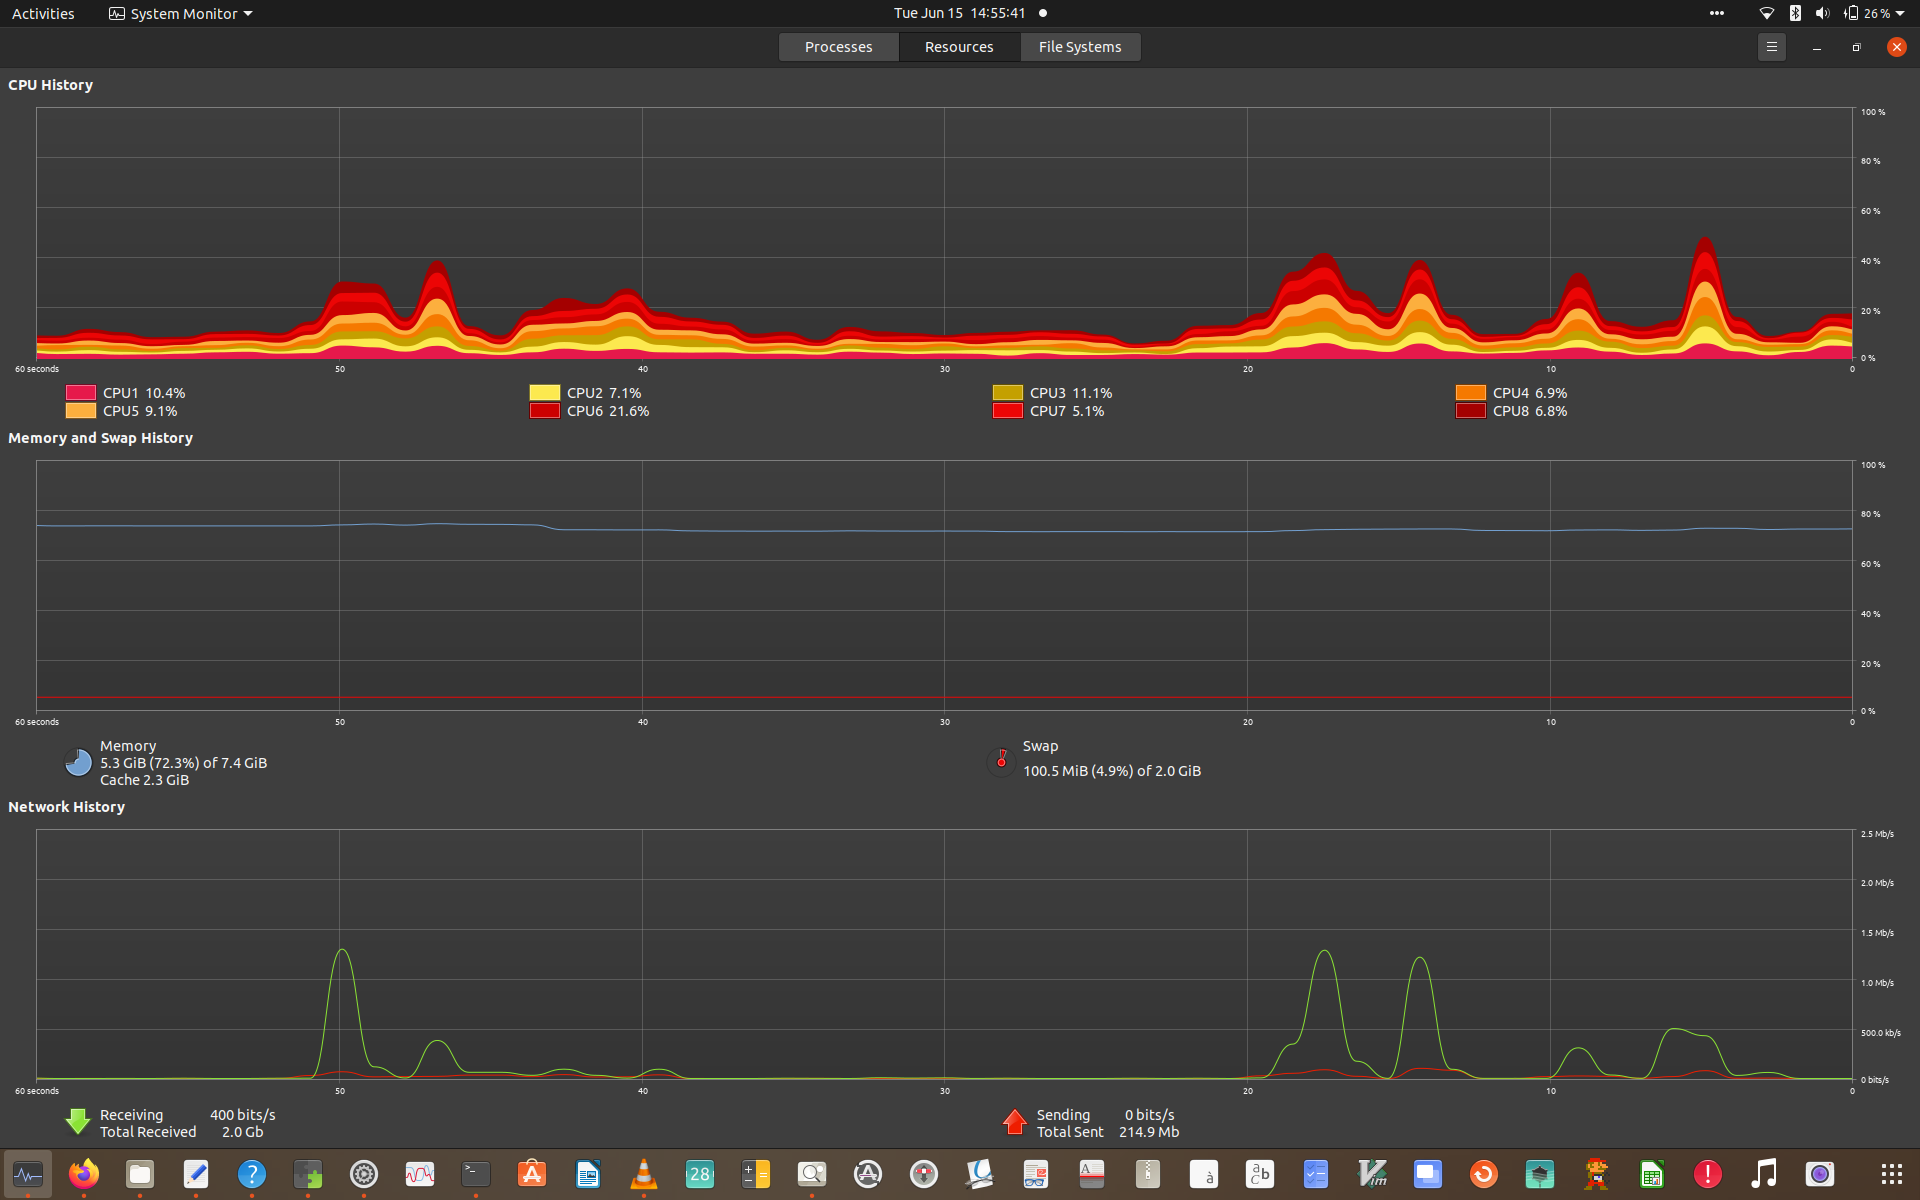 Activities System Monitor Tue Jun 15 14:55:41 26 %
Processes Resources File Systems
CPU History
100 %
80 %
60 %
40 %
20 %
0 %
60 seconds 50 40 30 20 10 0
CPU1 10.4% CPU2 7.1% CPU3 11.1% CPU4 6.9%
CPU5 9.1% CPU6 21.6% CPU7 5.1% CPU8 6.8%
Memory and Swap History
100 %
80 %
60 %
40 %
20 %
0 %
60 seconds 50 40 30 20 10 0
Memory Swap
5.3 GiB (72.3%) of 7.4 GiB 100.5 MiB (4.9%) of 2.0 GiB
Cache 2.3 GiB
Network History
2.5 Mb/s
2.0 Mb/s
1.5 Mb/s
1.0 Mb/s
500.0 kb/s
0 bits/s
60 seconds 50 40 30 20 10 0
Receiving 400 bits/s Sending 0 bits/s
Total Received 2.0 Gb Total Sent 214.9 Mb
28